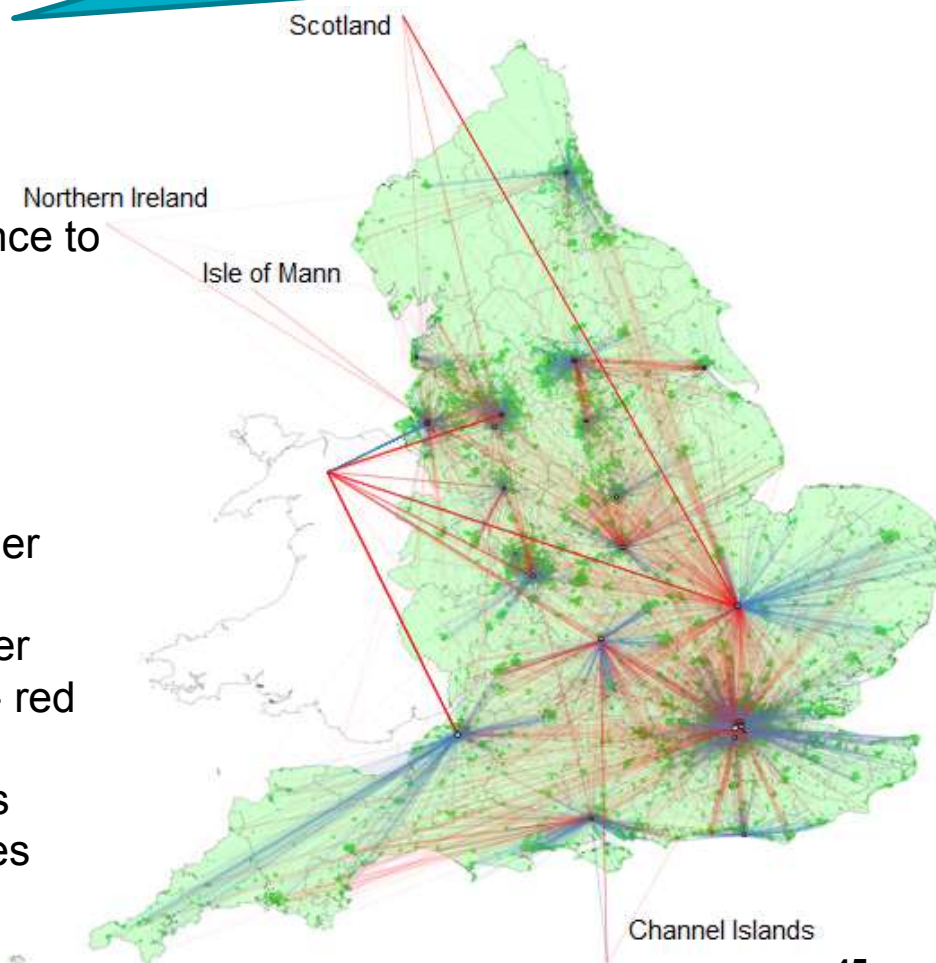 Scotland
Northern Ireland
nce to
Isle of Mann
er
er
red
s
es
Channel Islands